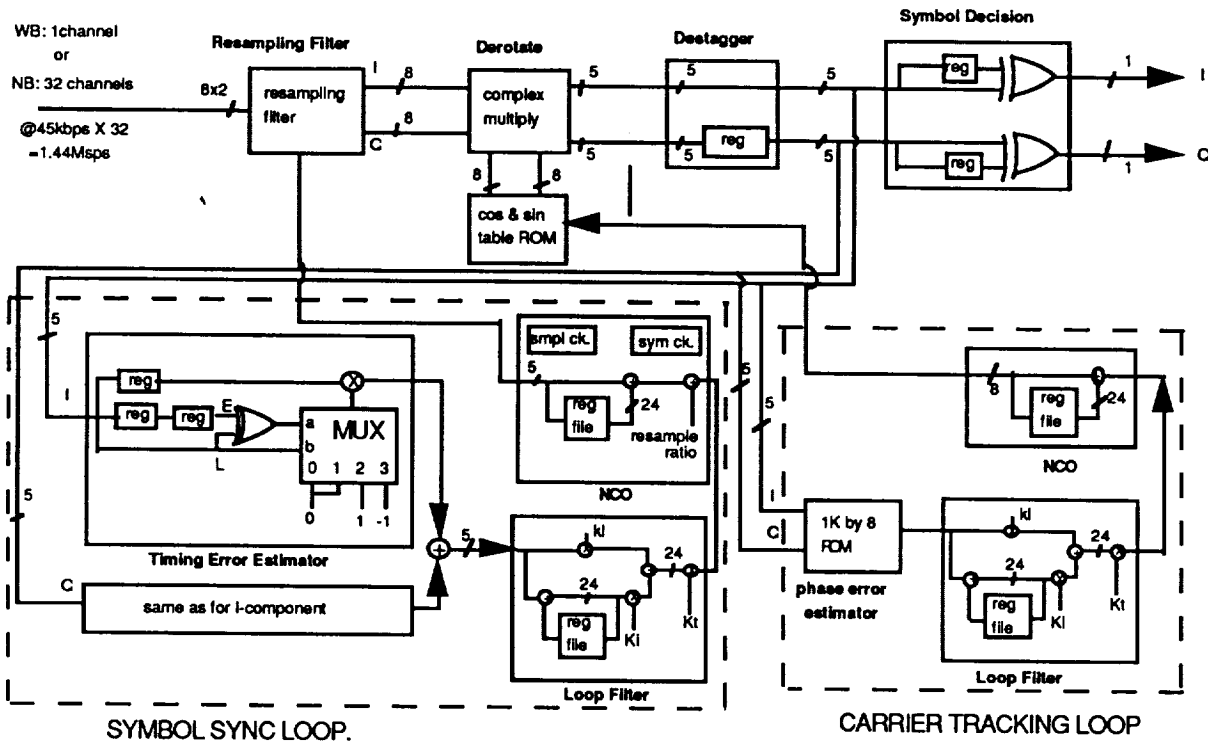 WB: 1channel
or
NB: 32 channels
@45kbps X 32
=1.44Msps
8x2
Resampling Filter
resampling
filter
I
8
C
8
Derotate
complex
multiply
5
5
8
8
cos & sin
table ROM
Destagger
5
5
reg
5
5
Symbol Decision
reg
reg
1
I
1
Q
5
I
5
C
reg
reg
reg
E
L
a
b
MUX
0 1 2 3
0
1
-1
Timing Error Estimator
same as for I-component
5
smpl ck.
sym ck.
5
reg
file
24
resample
ratio
NCO
kl
24
reg
file
Ki
24
Kt
Loop Filter
SYMBOL SYNC LOOP.
5
5
I
C
1K by 8
ROM
phase error
estimator
8
reg
file
24
NCO
kl
24
reg
file
Kl
24
Kt
Loop Filter
CARRIER TRACKING LOOP